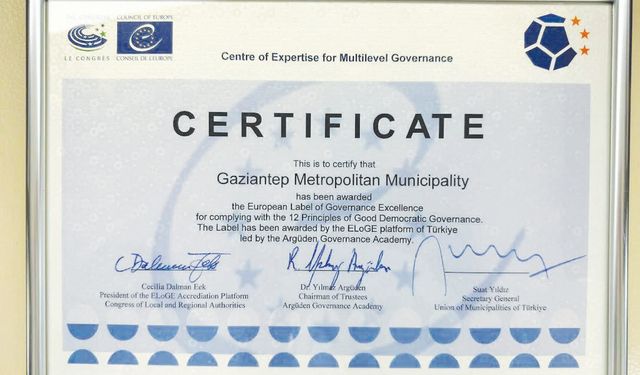 COUNCIL OF EUROPE
LE CONGRÈS
CONSEIL DE L'EUROPE
Centre of Expertise for Multilevel Governance
CERTIFICATE
This is to certify that
Gaziantep Metropolitan Municipality
has been awarded
the European Label of Governance Excellence
for complying with the 12 Principles of Good Democratic Governance.
The Label has been awarded by the ELoGE platform of Türkiye
led by the Argüden Governance Academy.
Cecilia Dalman Eek
President of the ELoGE Accreditation Platform
Congress of Local and Regional Authorities
Dr. Yılmaz Argüden
Chairman of Trustees
Argüden Governance Academy
Suat Yıldız
Secretary General
Union of Municipalities of Türkiye